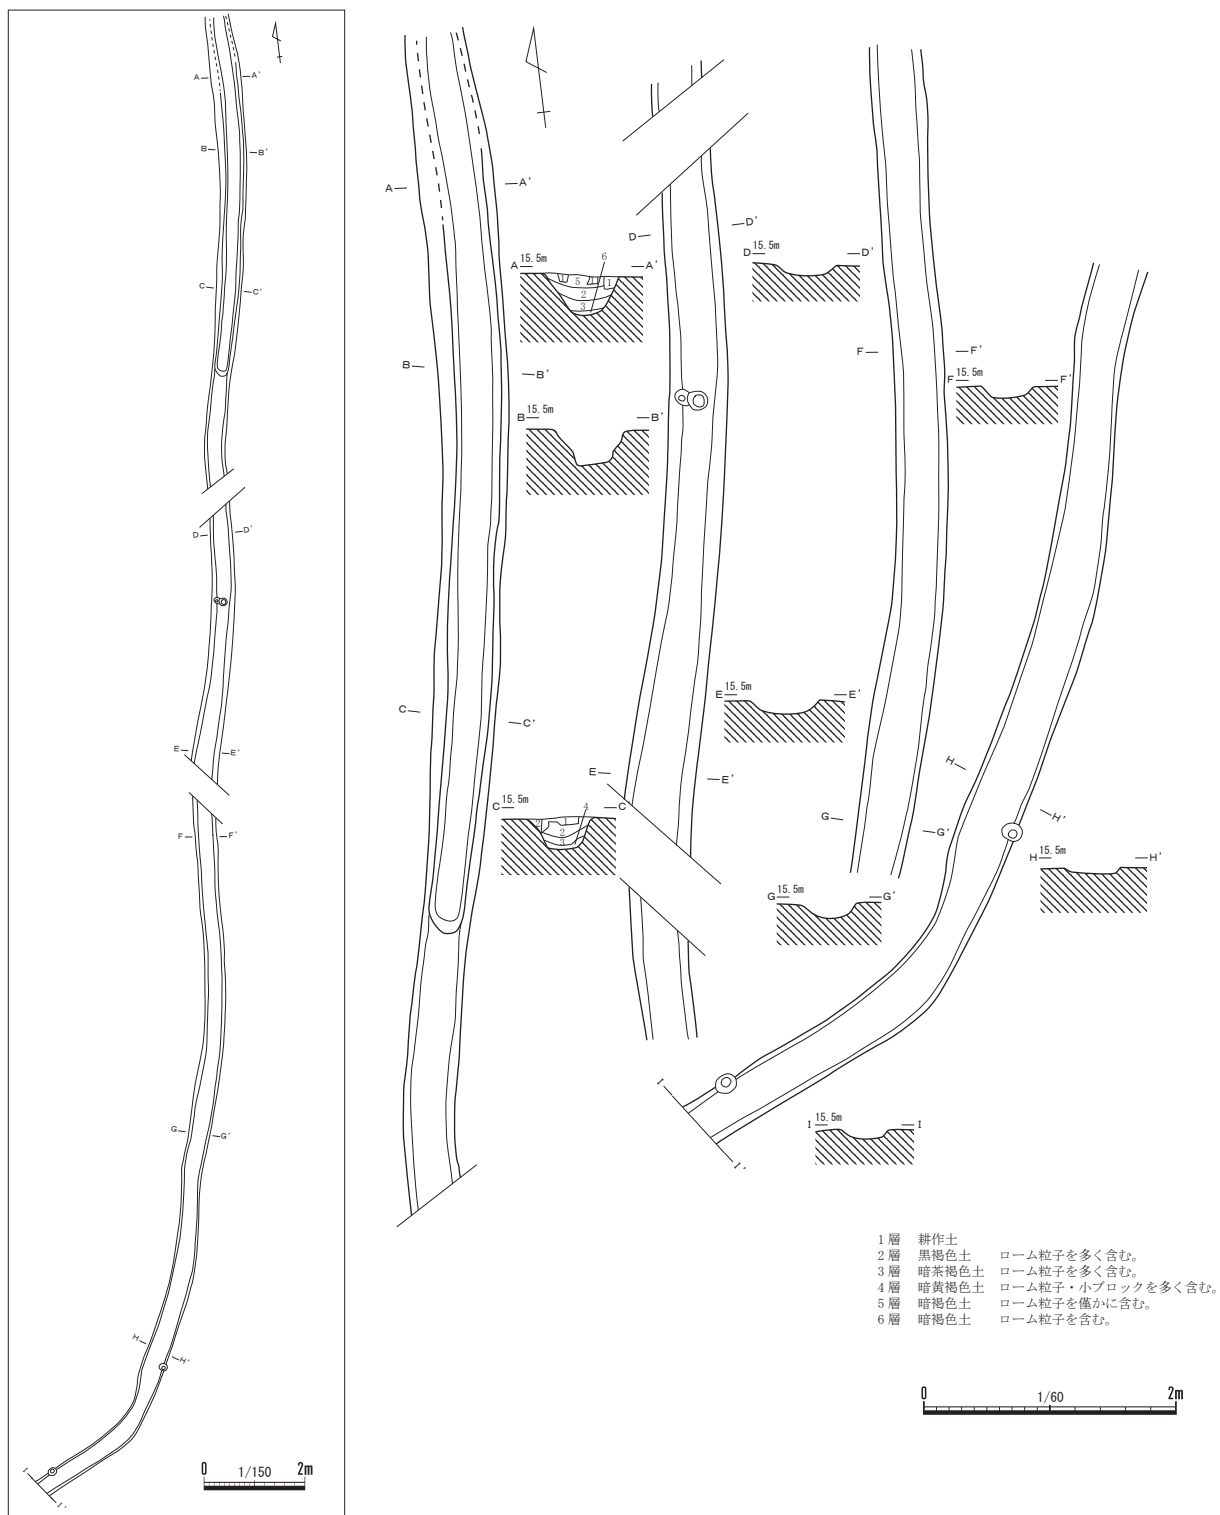 A
A'
B
B'
C
C'
D
D'
E
E'
F
F'
G
G'
H
H'
I
I'
0 1/150 2m
A
A'
B
B'
C
C'
D
D'
E
E'
F
F'
G
G'
H
H'
I
I'
A 15.5m A'
6
1 5 1 1
2
3
B 15.5m B'
C 15.5m C'
4
2 1
2
3
D 15.5m D'
E 15.5m E'
F 15.5m F'
G 15.5m G'
H 15.5m H'
I 15.5m I
1層 耕作土
2層 黒褐色土 ローム粒子を多く含む。
3層 暗茶褐色土 ローム粒子を多く含む。
4層 暗黄褐色土 ローム粒子・小ブロックを多く含む。
5層 暗褐色土 ローム粒子を僅かに含む。
6層 暗褐色土 ローム粒子を含む。
0 1/60 2m